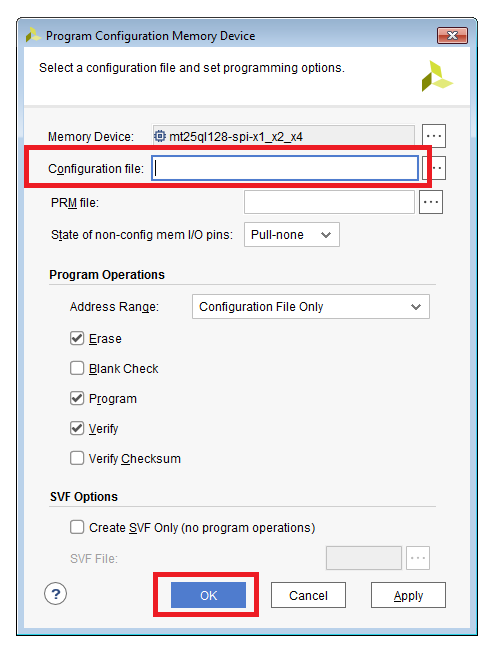 Program Configuration Memory Device
Select a configuration file and set programming options.
Memory Device: mt25ql128-spi-x1_x2_x4 ...
Configuration file: ...
PRM file: ...
State of non-config mem I/O pins: Pull-none
Program Operations
Address Range: Configuration File Only
Erase
Blank Check
Program
Verify
Verify Checksum
SVF Options
Create SVF Only (no program operations)
SVF File: ...
? OK Cancel Apply